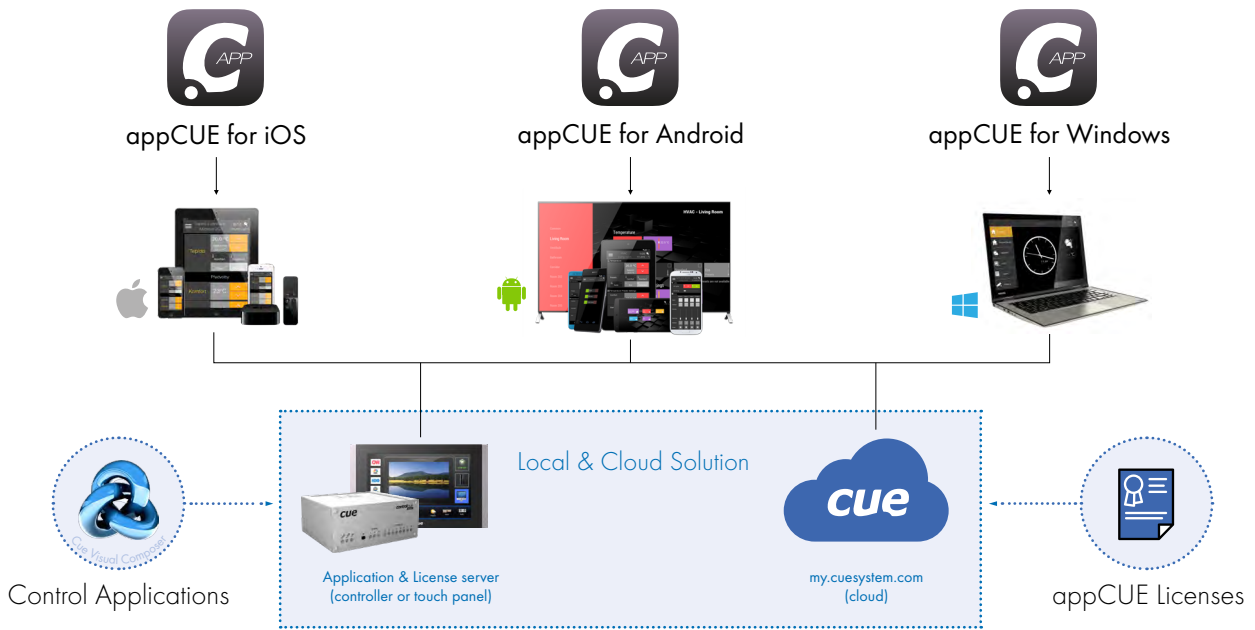 APP
APP
APP
appCUE for iOS
appCUE for Android
appCUE for Windows
HVAC - Living Room
Living Room
Temperature
Local & Cloud Solution
cue
cue
Cue Visual Composer
Application & License server
(controller or touch panel)
my.cuesystem.com
(cloud)
Control Applications
appCUE Licenses